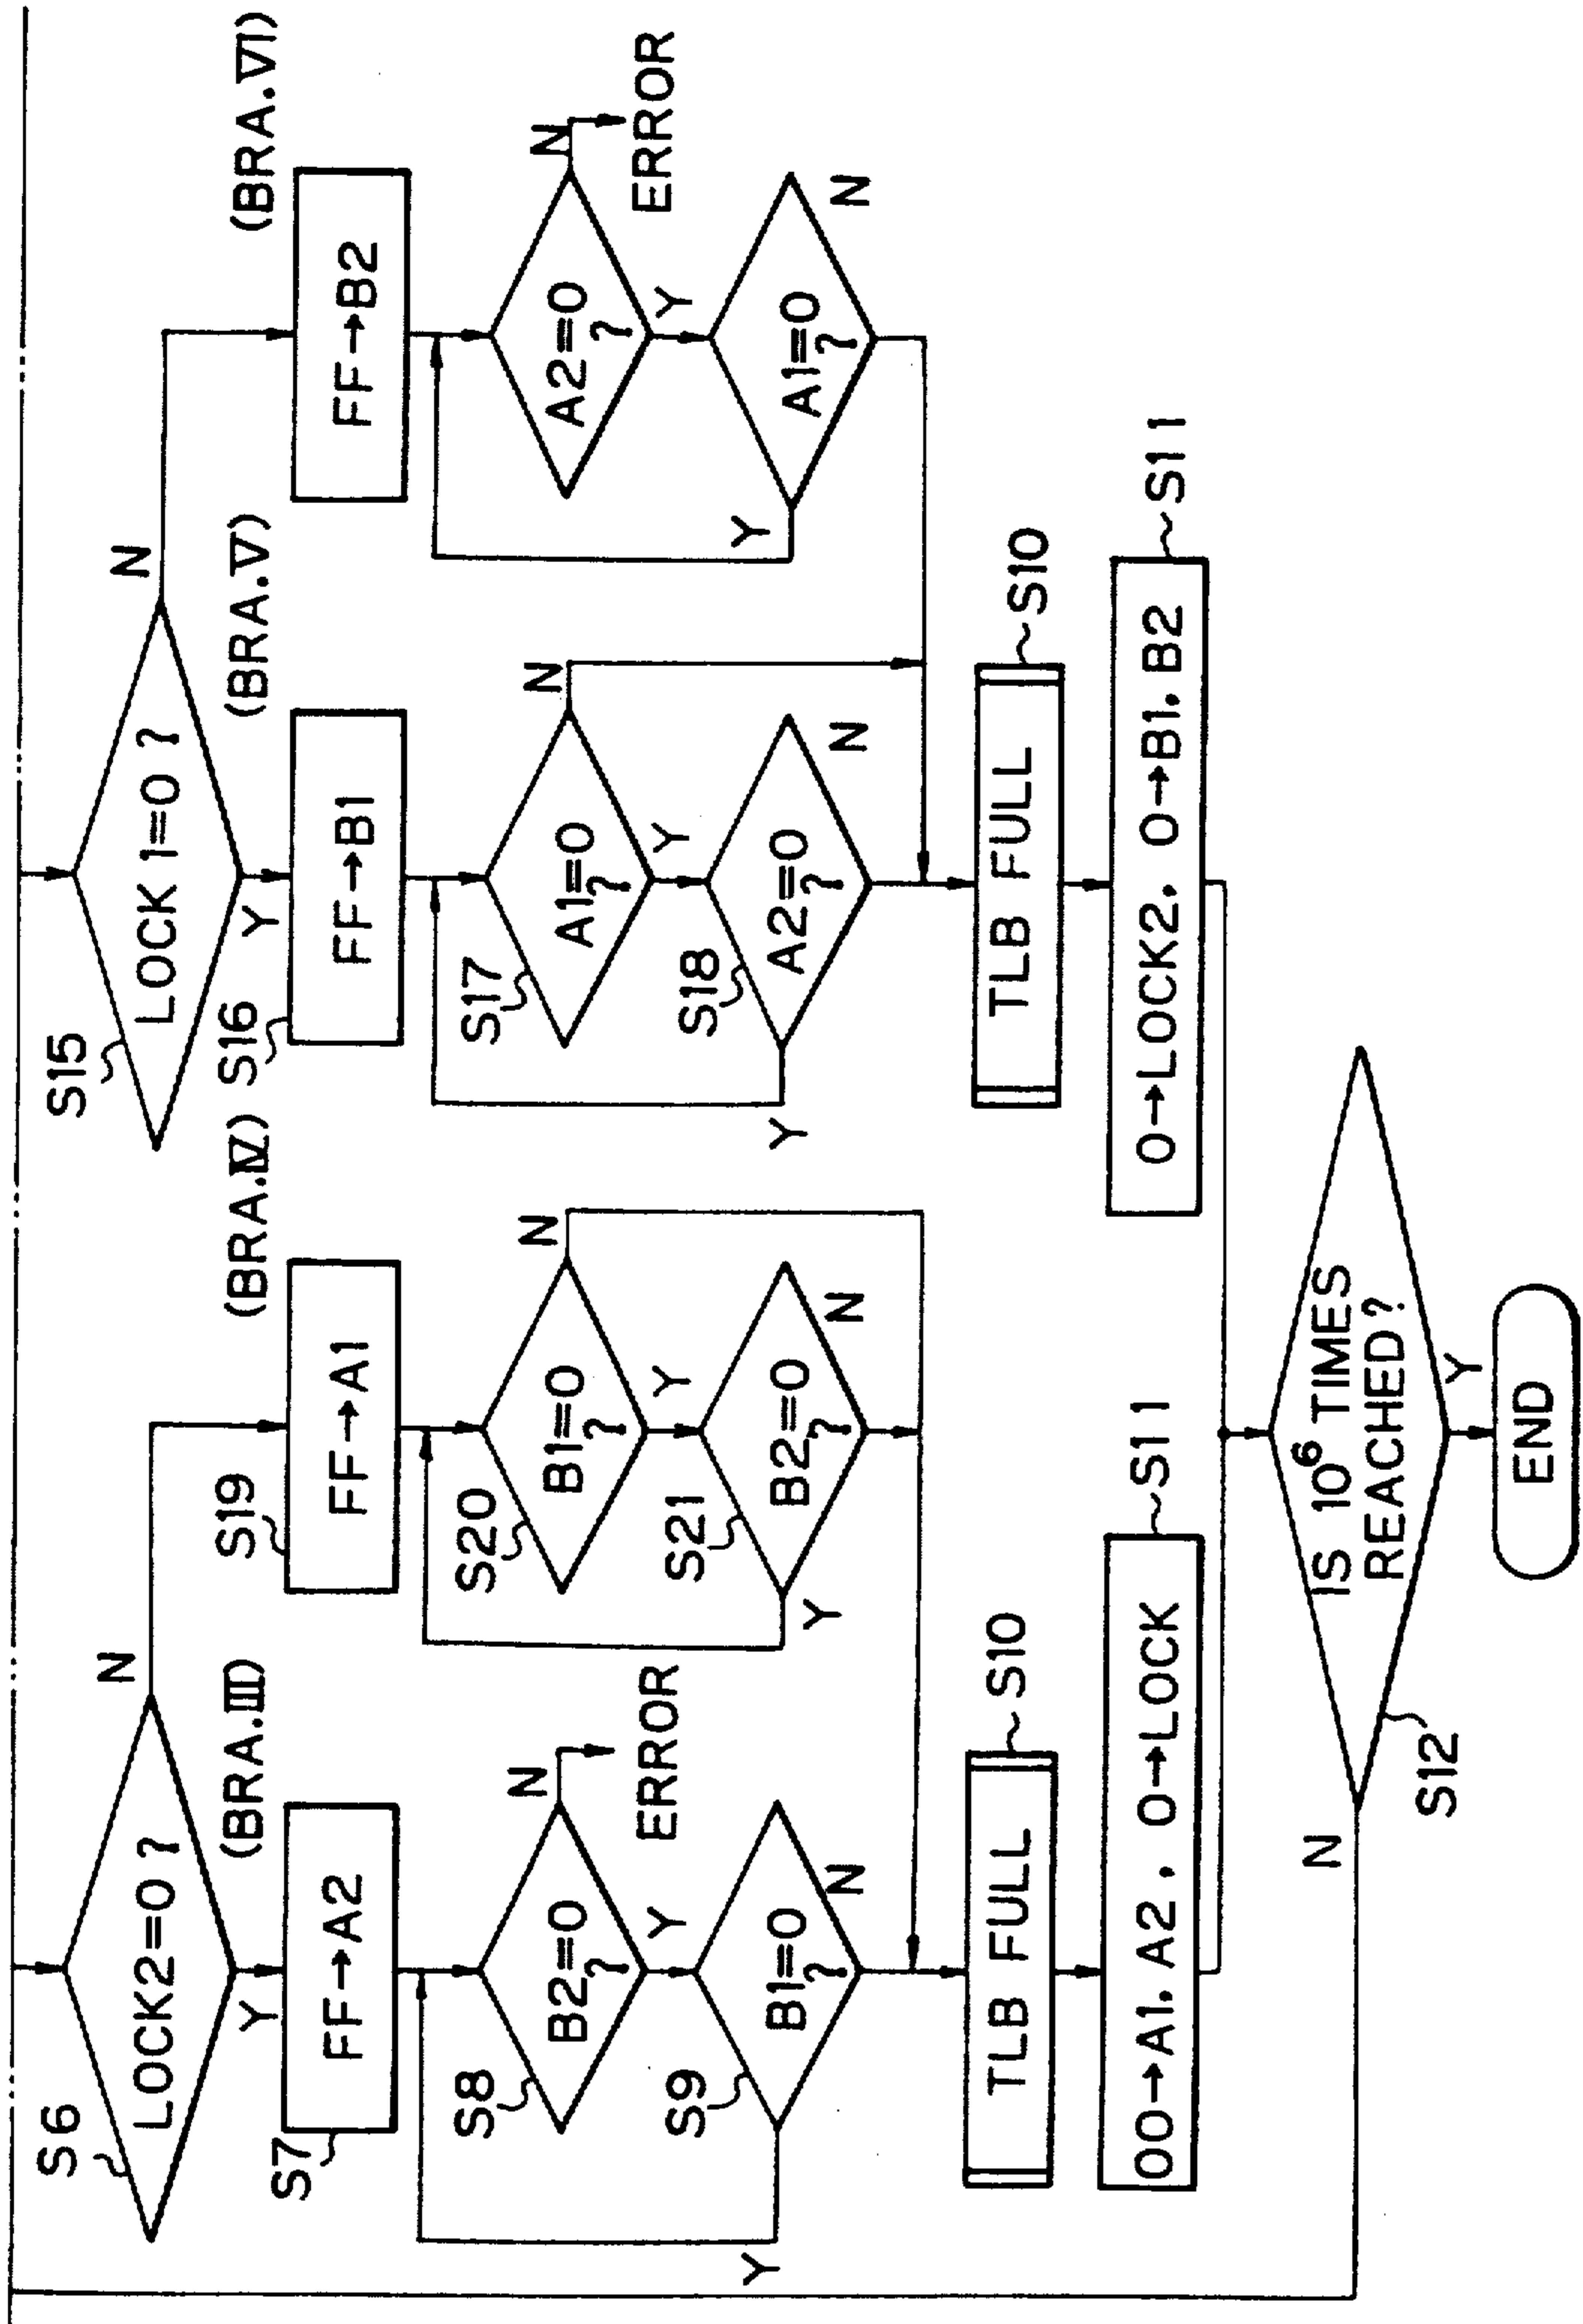 S6
LOCK2=0 ?
N
Y
(BRA.III)
S7
FF→A2
S8
B2=0
?
N
ERROR
Y
S9
B1=0
?
Y
N
(BRA.IV)
S19
FF→A1
S20
B1=0
?
N
Y
S21
B2=0
?
Y
N
TLB FULL
S10
00→A1. A2 . 0→LOCK
S11
S15
LOCK 1=0 ?
N
Y
(BRA.V)
S16
FF→B1
S17
A1=0
?
N
Y
S18
A2=0
?
Y
N
(BRA.VI)
FF→B2
A2=0
?
N
ERROR
Y
A1=0
?
Y
N
TLB FULL
S10
0→LOCK2. 0→B1. B2
S11
IS 10⁶ TIMES
REACHED?
S12
N
Y
END